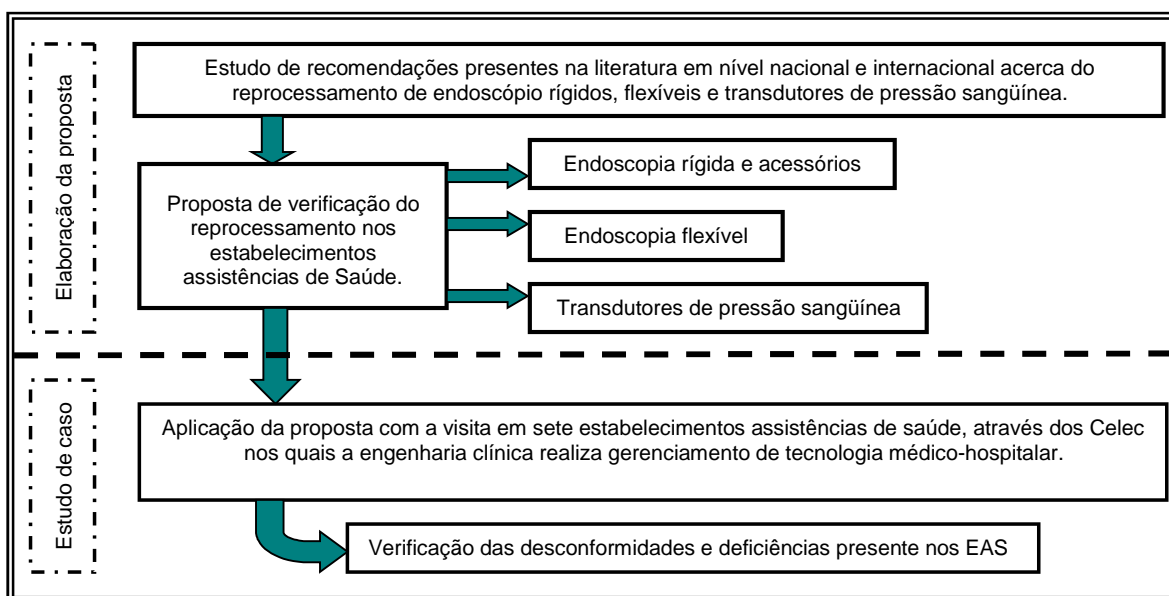 Elaboração da proposta
Estudo de recomendações presentes na literatura em nível nacional e internacional acerca do
reprocessamento de endoscópio rígidos, flexíveis e transdutores de pressão sangüínea.
Proposta de verificação do
reprocessamento nos
estabelecimentos
assistências de Saúde.
Endoscopia rígida e acessórios
Endoscopia flexível
Transdutores de pressão sangüínea
Estudo de caso
Aplicação da proposta com a visita em sete estabelecimentos assistências de saúde, através dos Celec
nos quais a engenharia clínica realiza gerenciamento de tecnologia médico-hospitalar.
Verificação das desconformidades e deficiências presente nos EAS